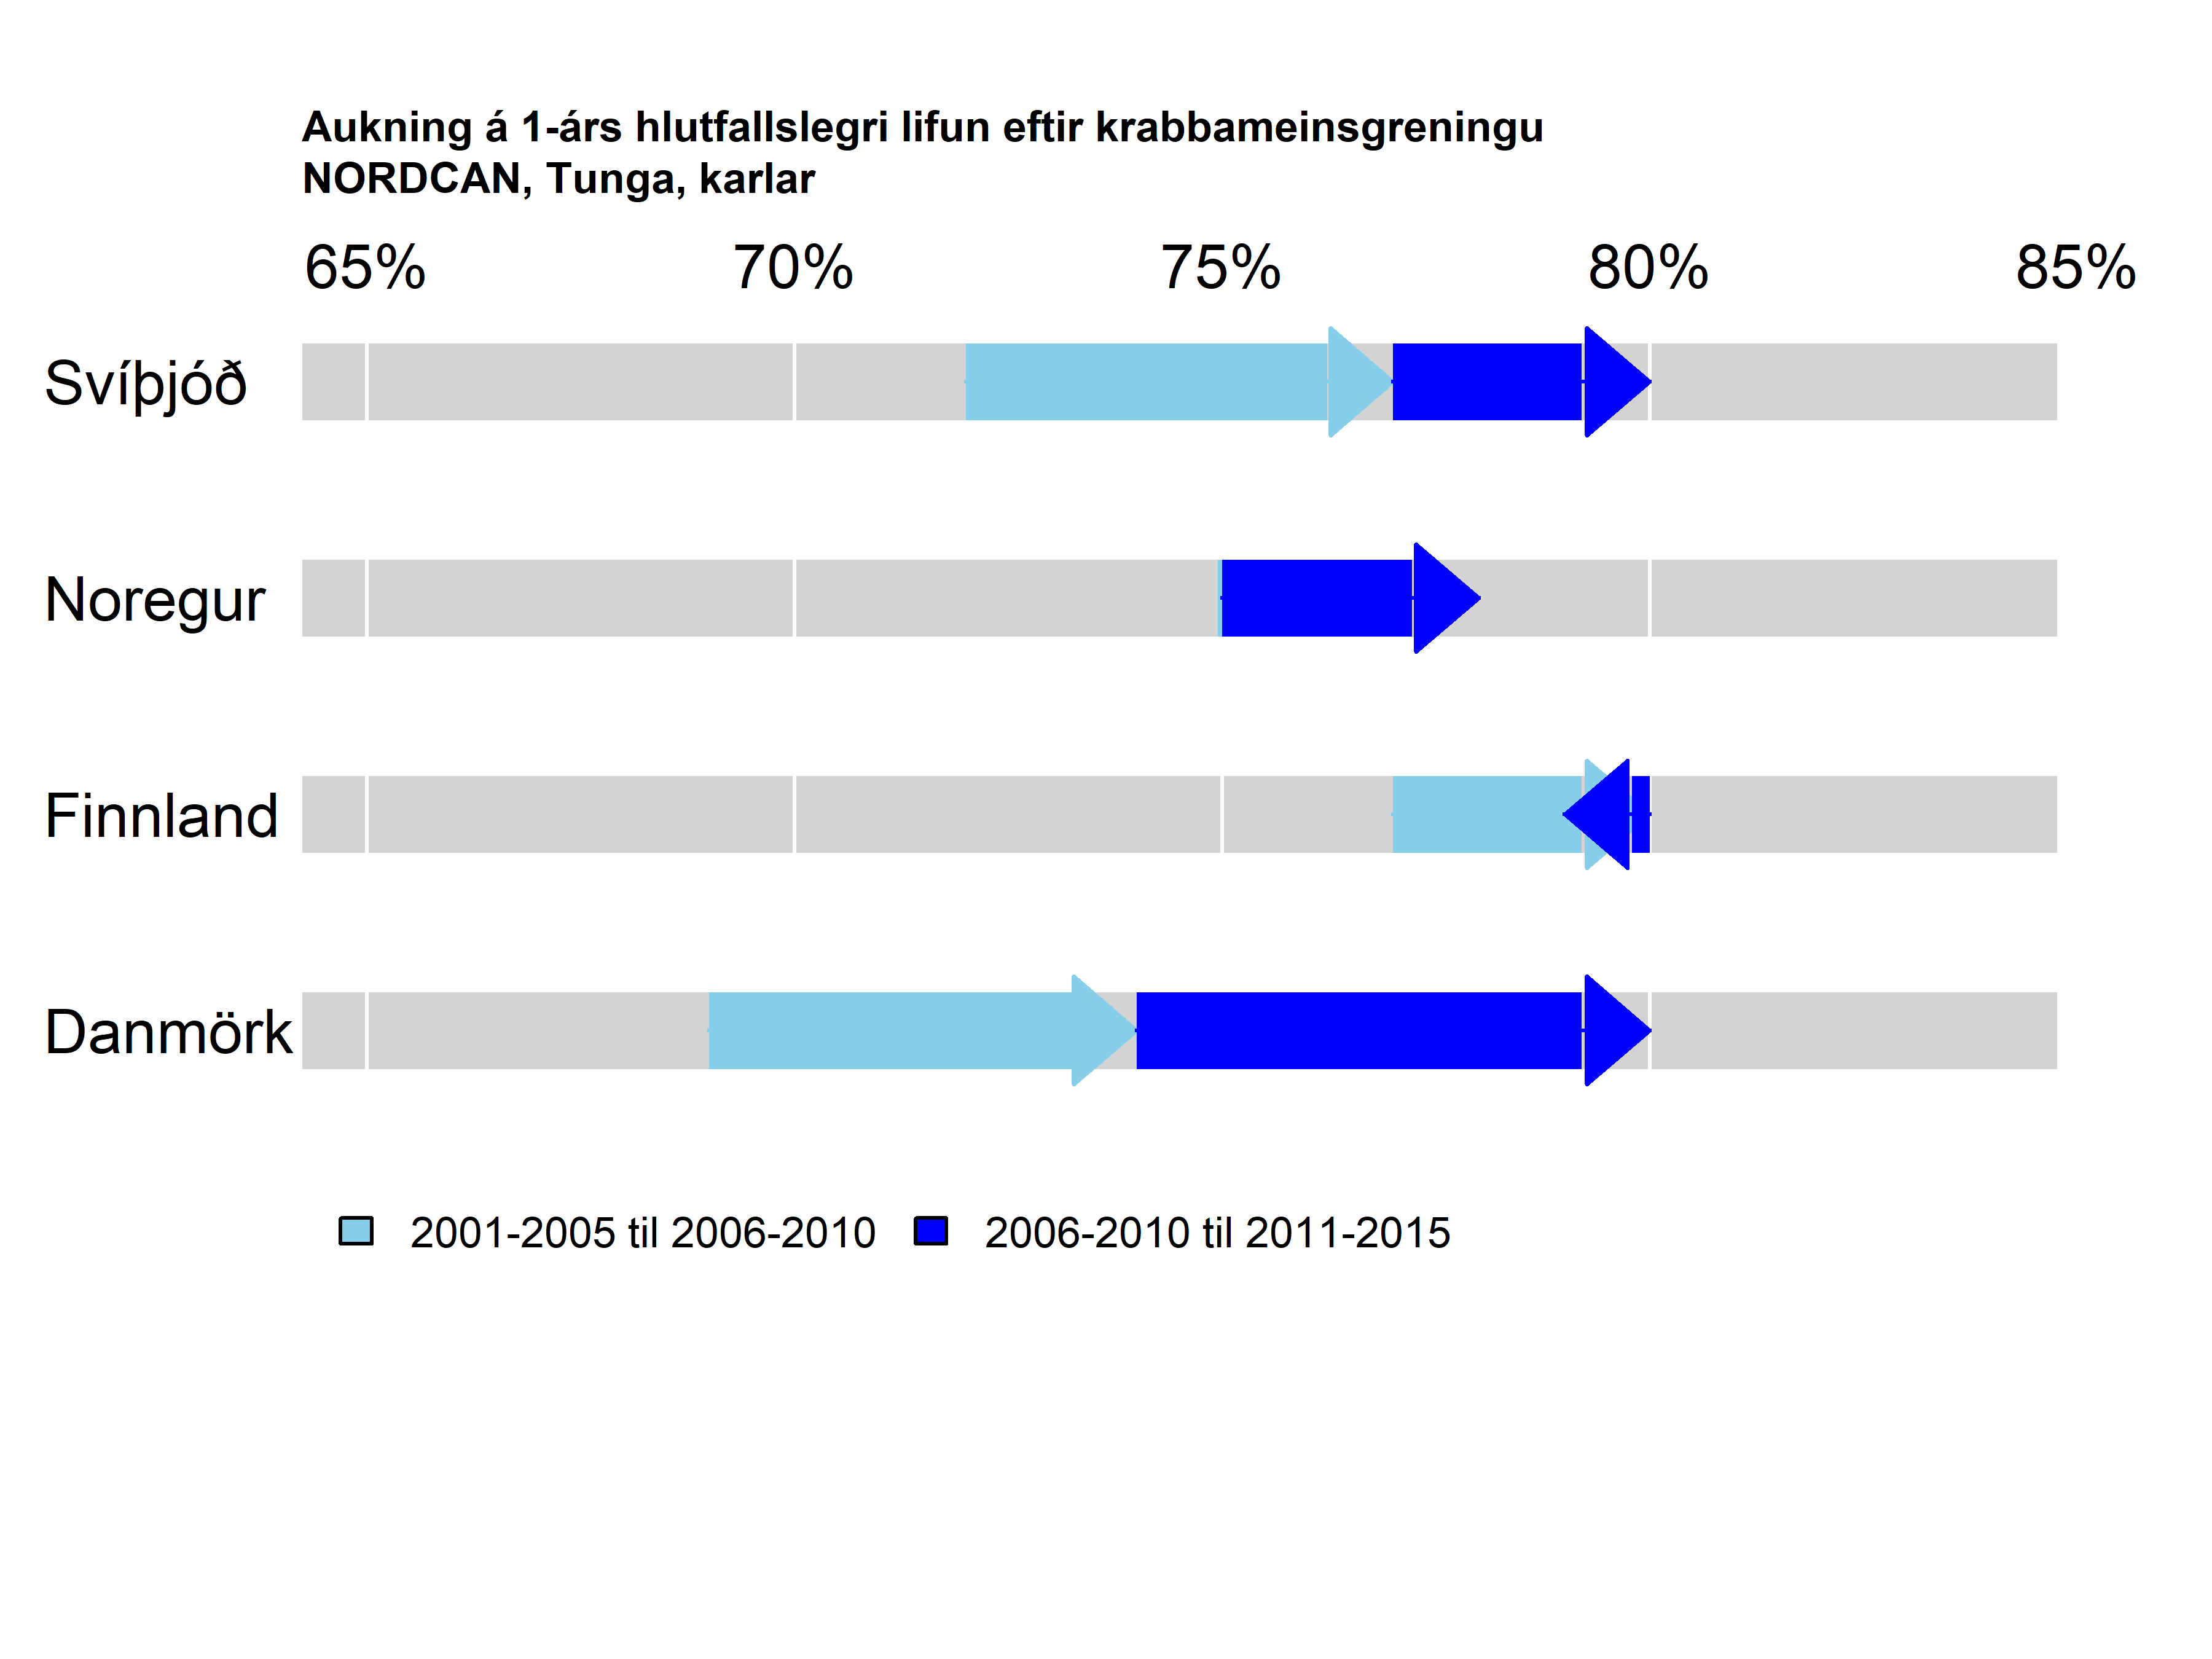 Aukning á 1-árs hlutfallslegri lifun eftir krabbameinsgreningu
NORDCAN, Tunga, karlar
65% 70% 75% 80% 85%
Svíþjóð
Noregur
Finnland
Danmörk
2001-2005 til 2006-2010 2006-2010 til 2011-2015